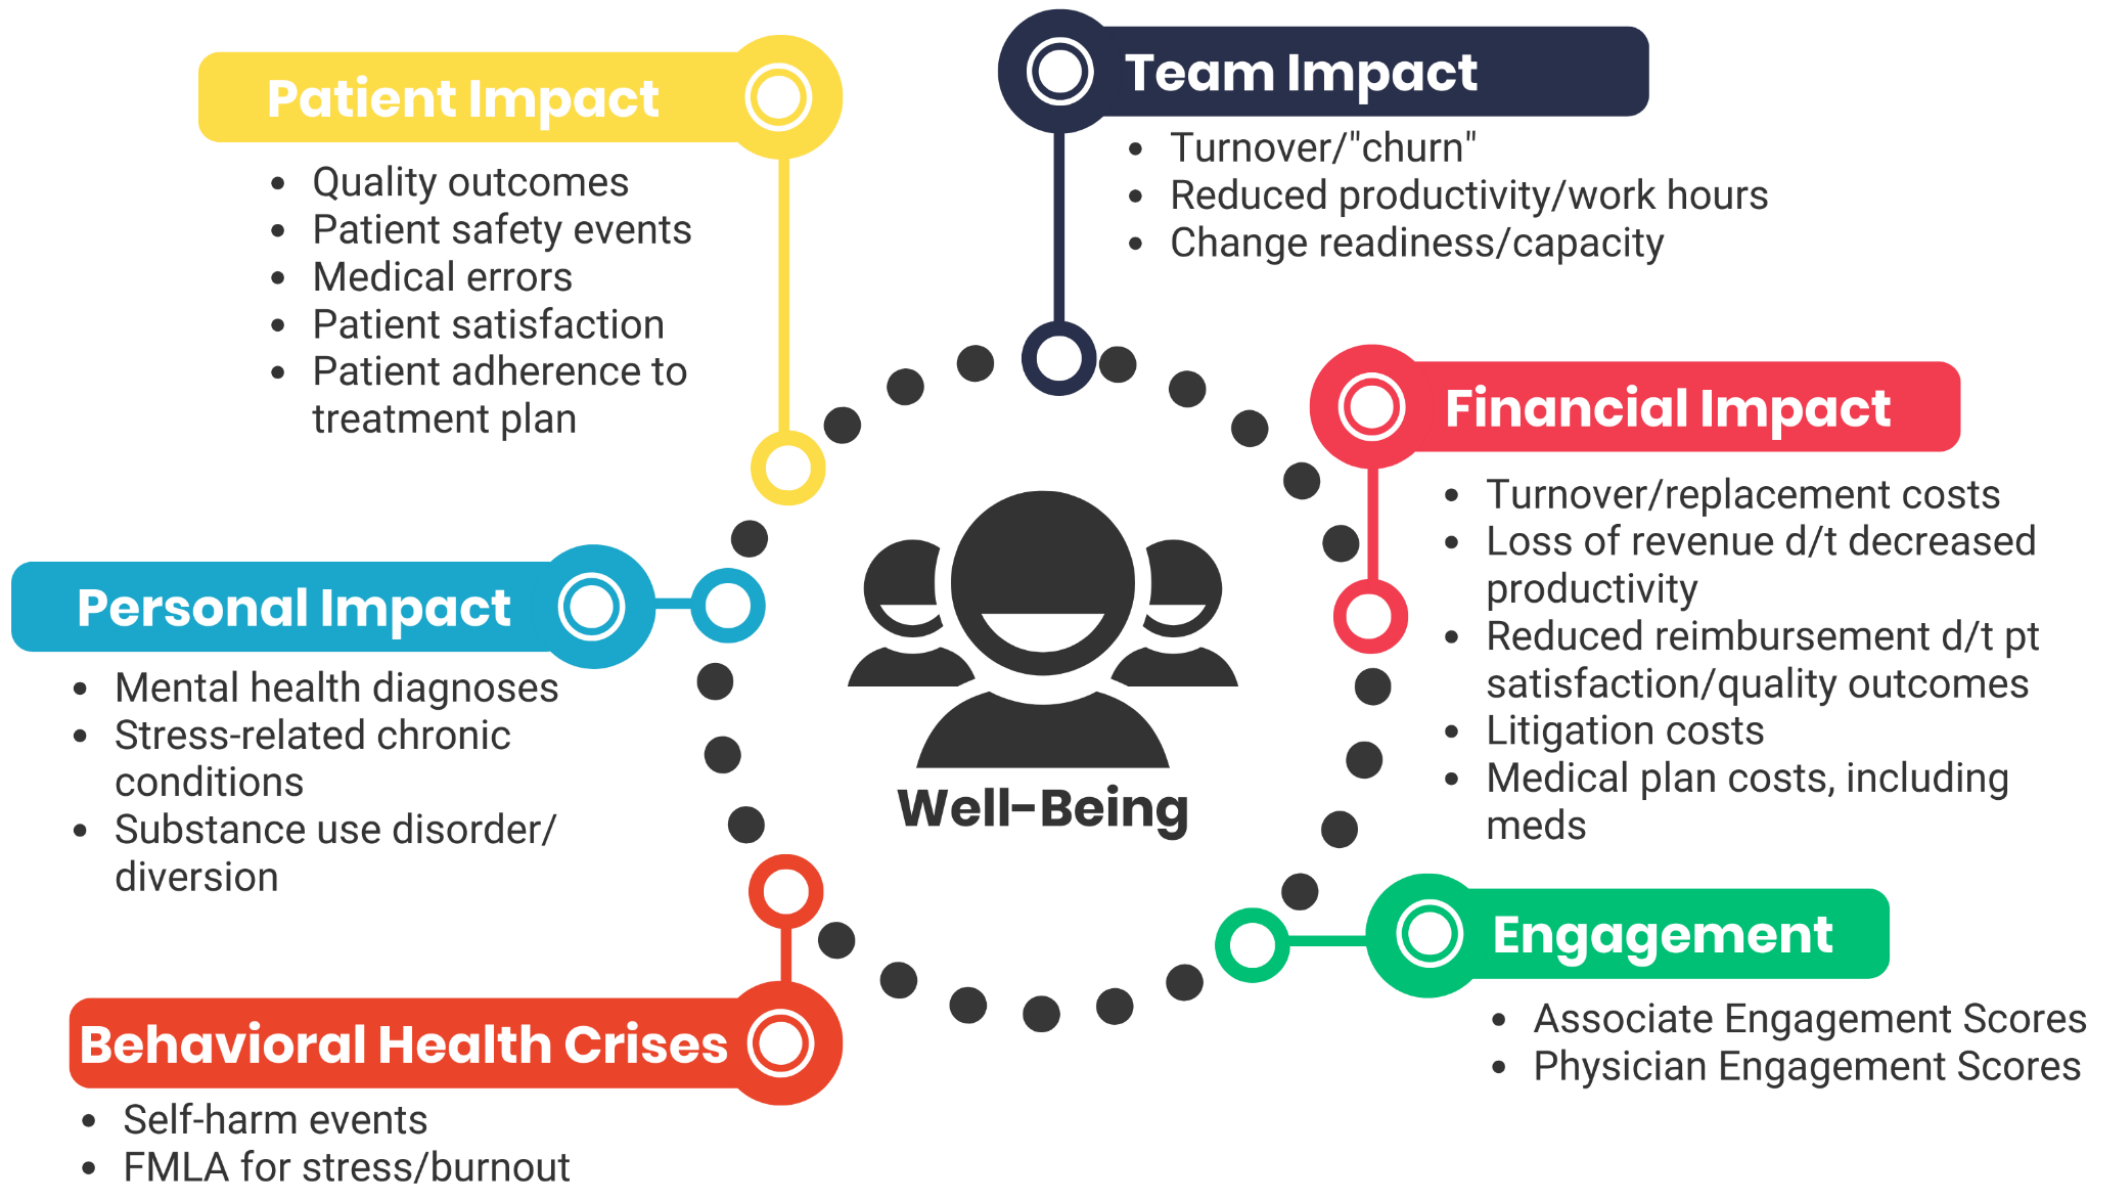 Patient Impact
• Quality outcomes
• Patient safety events
• Medical errors
• Patient satisfaction
• Patient adherence to
treatment plan
Team Impact
• Turnover/"churn"
• Reduced productivity/work hours
• Change readiness/capacity
Financial Impact
• Turnover/replacement costs
• Loss of revenue d/t decreased
productivity
• Reduced reimbursement d/t pt
satisfaction/quality outcomes
• Litigation costs
• Medical plan costs, including
meds
Personal Impact
• Mental health diagnoses
• Stress-related chronic
conditions
• Substance use disorder/
diversion
Well-Being
Engagement
• Associate Engagement Scores
• Physician Engagement Scores
Behavioral Health Crises
• Self-harm events
• FMLA for stress/burnout